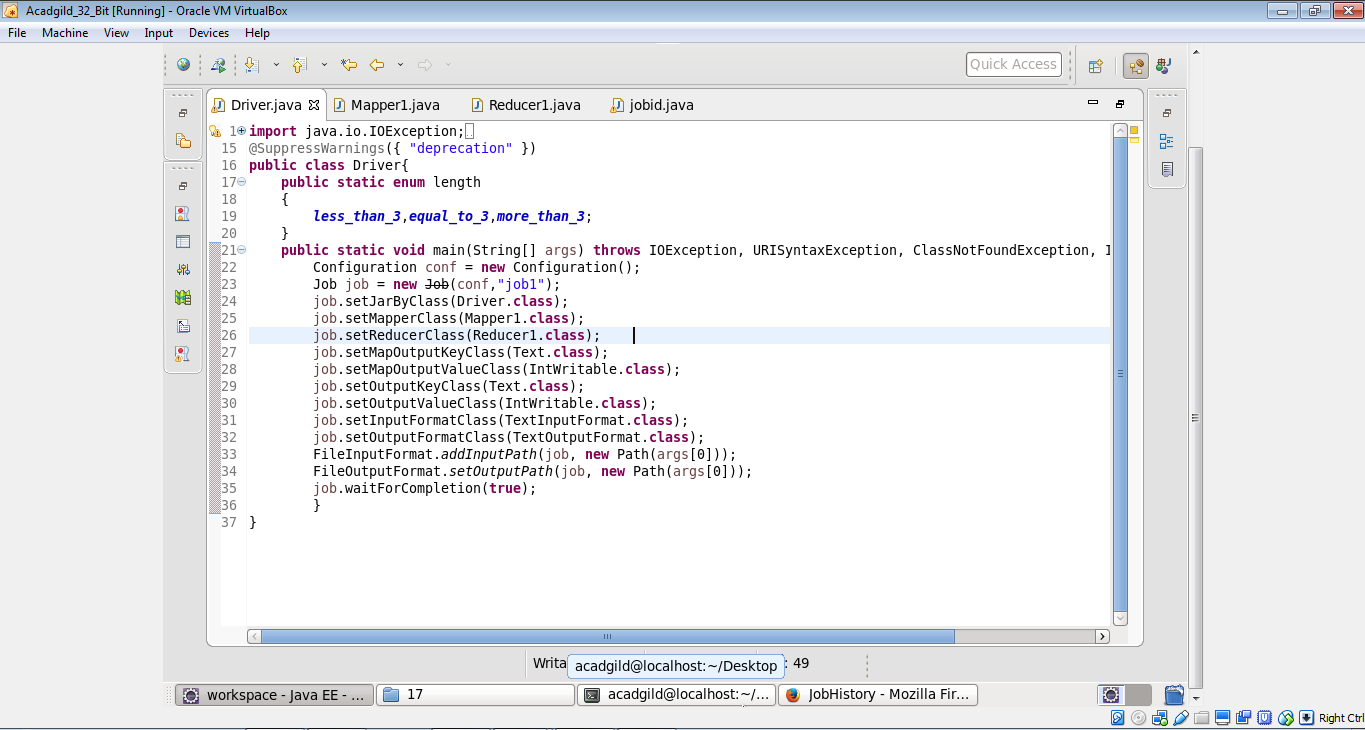 Acadgild_32_Bit [Running] - Oracle VM VirtualBox
File Machine View Input Devices Help
Quick Access
Driver.java Mapper1.java Reducer1.java jobid.java
1 import java.io.IOException;
15 @SuppressWarnings({ "deprecation" })
16 public class Driver{
17 public static enum length
18 {
19 less_than_3,equal_to_3,more_than_3;
20 }
21 public static void main(String[] args) throws IOException, URISyntaxException, ClassNotFoundException, I
22 Configuration conf = new Configuration();
23 Job job = new Job(conf,"job1");
24 job.setJarByClass(Driver.class);
25 job.setMapperClass(Mapper1.class);
26 job.setReducerClass(Reducer1.class);
27 job.setMapOutputKeyClass(Text.class);
28 job.setMapOutputValueClass(IntWritable.class);
29 job.setOutputKeyClass(Text.class);
30 job.setOutputValueClass(IntWritable.class);
31 job.setInputFormatClass(TextInputFormat.class);
32 job.setOutputFormatClass(TextOutputFormat.class);
33 FileInputFormat.addInputPath(job, new Path(args[0]));
34 FileOutputFormat.setOutputPath(job, new Path(args[0]));
35 job.waitForCompletion(true);
36 }
37 }
Writa acadgild@localhost:~/Desktop : 49
workspace - Java EE - ... 17 acadgild@localhost:~/... JobHistory - Mozilla Fir...
Right Ctrl